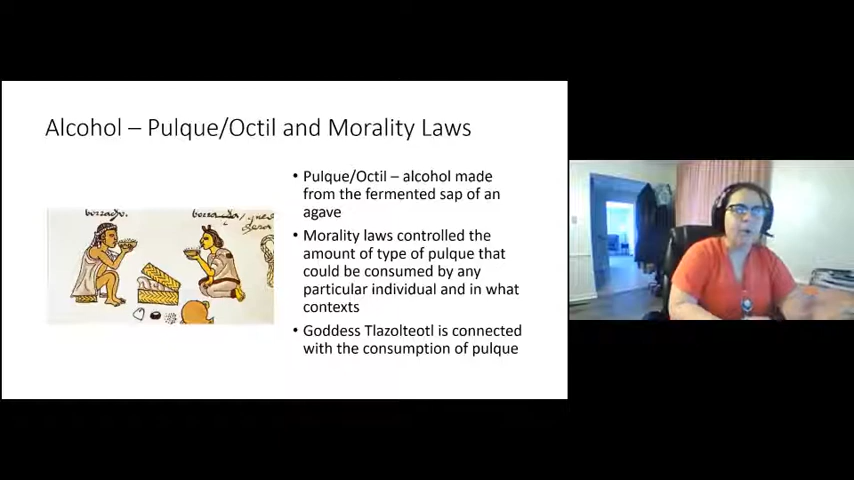 Alcohol – Pulque/Octil and Morality Laws
borracho.
• Pulque/Octil – alcohol made
from the fermented sap of an
agave
• Morality laws controlled the
amount of type of pulque that
could be consumed by any
particular individual and in what
contexts
• Goddess Tlazolteotl is connected
with the consumption of pulque